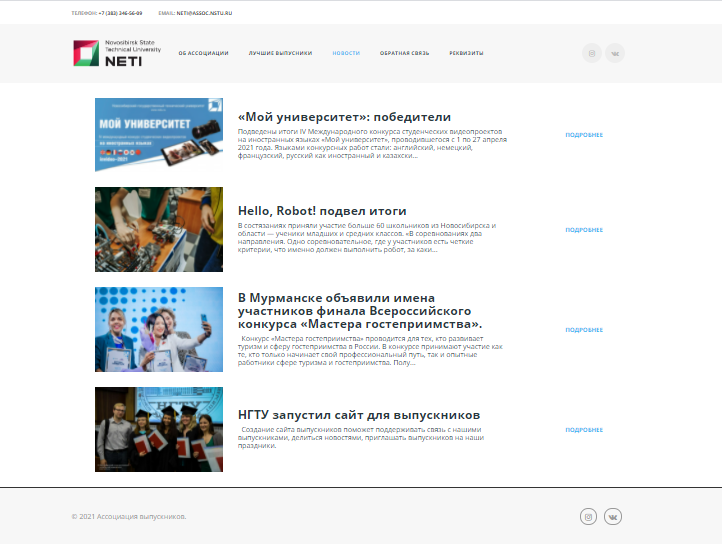 ТЕЛЕФОН: +7 (383) 346-56-09 EMAIL: NETI@ASSOC.NSTU.RU
Novosibirsk State
Technical University
NETI
ОБ АССОЦИАЦИИ ЛУЧШИЕ ВЫПУСКНИКИ НОВОСТИ ОБРАТНАЯ СВЯЗЬ РЕКВИЗИТЫ
МОЙ УНИВЕРСИТЕТ
«Мой университет»: победители
Подведены итоги IV Международного конкурса студенческих видеопроектов
на иностранных языках «Мой университет», проводившегося с 1 по 27 апреля
2021 года. Языками конкурсных работ стали: английский, немецкий,
французский, русский как иностранный и казахски...
ПОДРОБНЕЕ
Hello, Robot! подвел итоги
В состязаниях приняли участие больше 60 школьников из Новосибирска и
области — ученики младших и средних классов. «В соревнованиях два
направления. Одно соревновательное, где у участников есть четкие
критерии, что именно должен выполнить робот, за каки...
ПОДРОБНЕЕ
В Мурманске объявили имена
участников финала Всероссийского
конкурса «Мастера гостеприимства».
Конкурс «Мастера гостеприимства» проводится для тех, кто развивает
туризм и сферу гостеприимства в России. В конкурсе принимают участие как
те, кто только начинает свой профессиональный путь, так и опытные
работники сфере туризма и гостеприимства. Полу...
ПОДРОБНЕЕ
НГТУ
НГТУ запустил сайт для выпускников
Создание сайта выпускников поможет поддерживать связь с нашими
выпускниками, делиться новостями, приглашать выпускников на наши
праздники.
ПОДРОБНЕЕ
© 2021 Ассоциация выпускников.